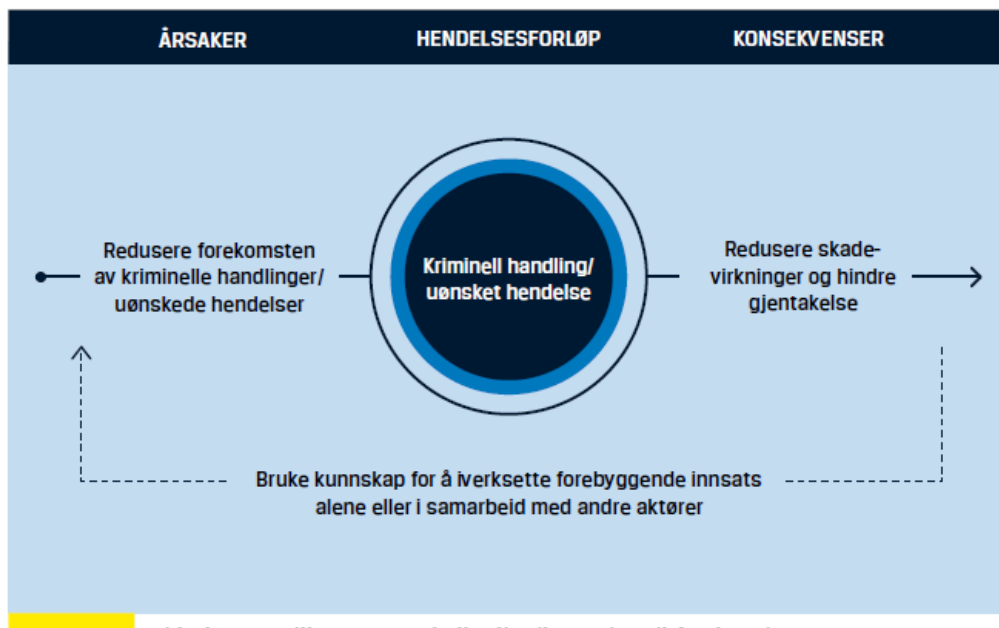 ÅRSAKER
HENDELSESFORLØP
KONSEKVENSER
Redusere forekomsten
av kriminelle handlinger/
uønskede hendelser
Kriminell handling/
uønsket hendelse
Redusere skade-
virkninger og hindre
gjentakelse
Bruke kunnskap for å iverksette forebyggende innsats
alene eller i samarbeid med andre aktører